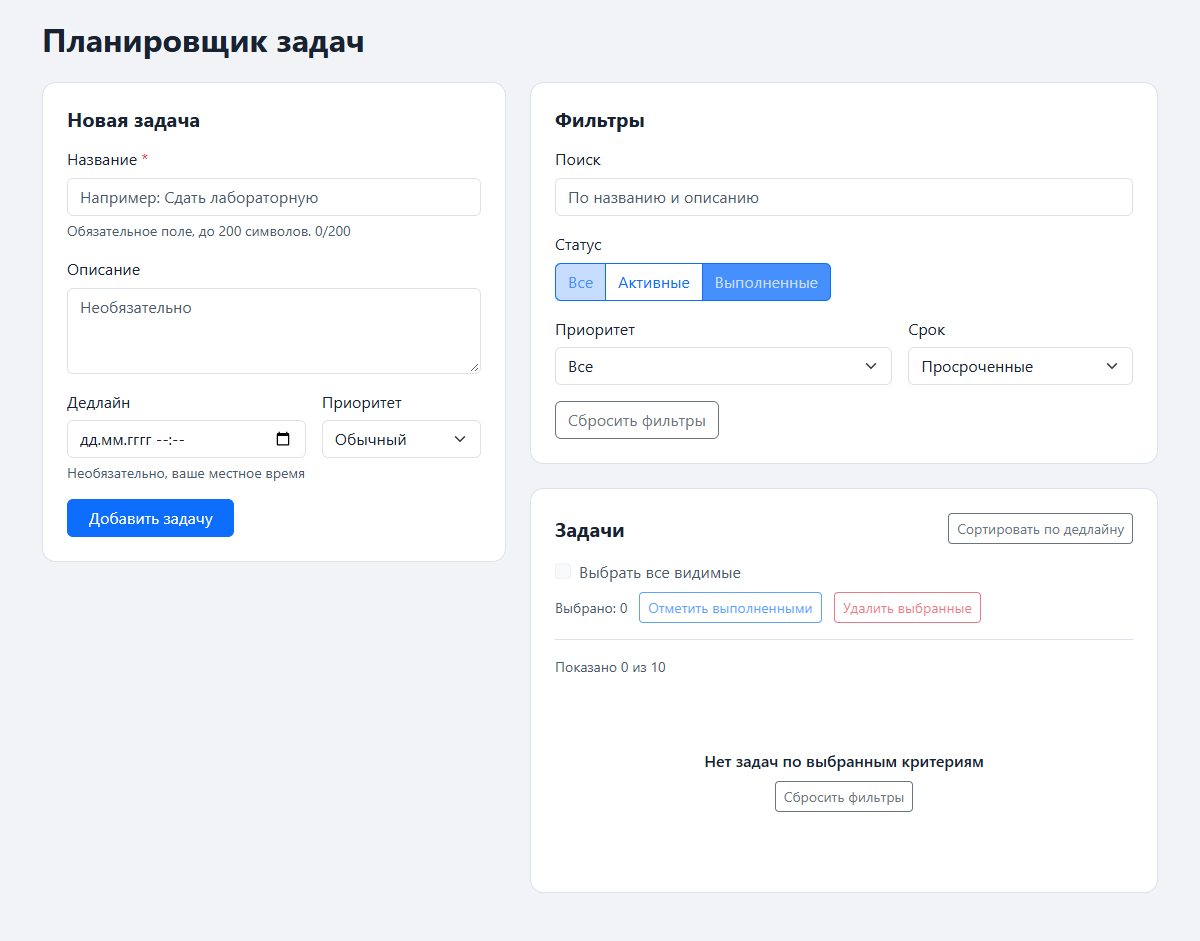 Планировщик задач
Новая задача
Название *
Например: Сдать лабораторную
Обязательное поле, до 200 символов. 0/200
Описание
Необязательно
Дедлайн
Приоритет
дд.мм.гггг --:--
Обычный
Необязательно, ваше местное время
Добавить задачу
Фильтры
Поиск
По названию и описанию
Статус
Все
Активные
Выполненные
Приоритет
Срок
Все
Просроченные
Сбросить фильтры
Задачи
Сортировать по дедлайну
Выбрать все видимые
Выбрано: 0
Отметить выполненными
Удалить выбранные
Показано 0 из 10
Нет задач по выбранным критериям
Сбросить фильтры